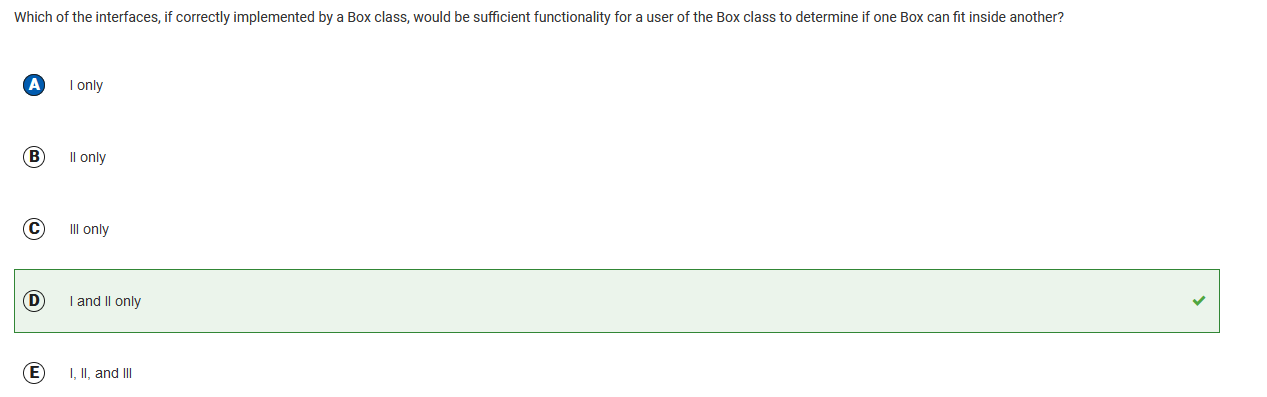 Which of the interfaces, if correctly implemented by a Box class, would be sufficient functionality for a user of the Box class to determine if one Box can fit inside another?
A I only
B II only
C III only
D I and II only
E I, II, and III